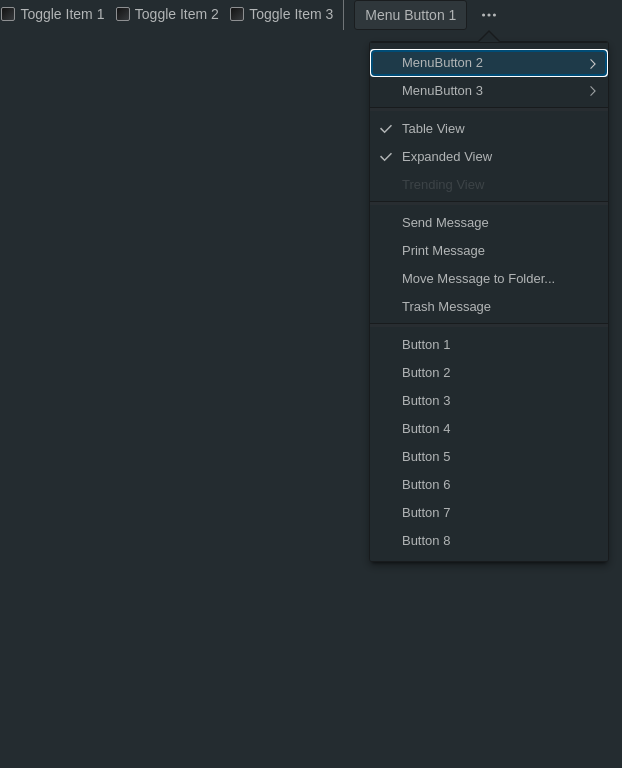 Toggle Item 1 Toggle Item 2 Toggle Item 3 Menu Button 1 ...
MenuButton 2
MenuButton 3
Table View
Expanded View
Trending View
Send Message
Print Message
Move Message to Folder...
Trash Message
Button 1
Button 2
Button 3
Button 4
Button 5
Button 6
Button 7
Button 8